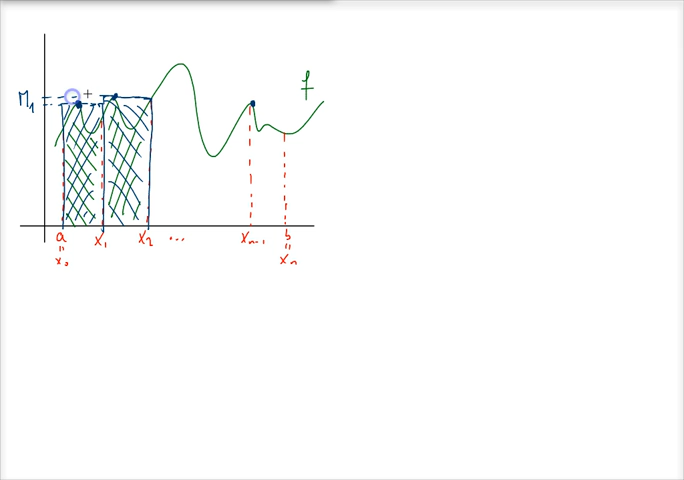 f
M₁
a x₁ x₂ ... xₙ₋₁ b
= =
x₀ xₙ